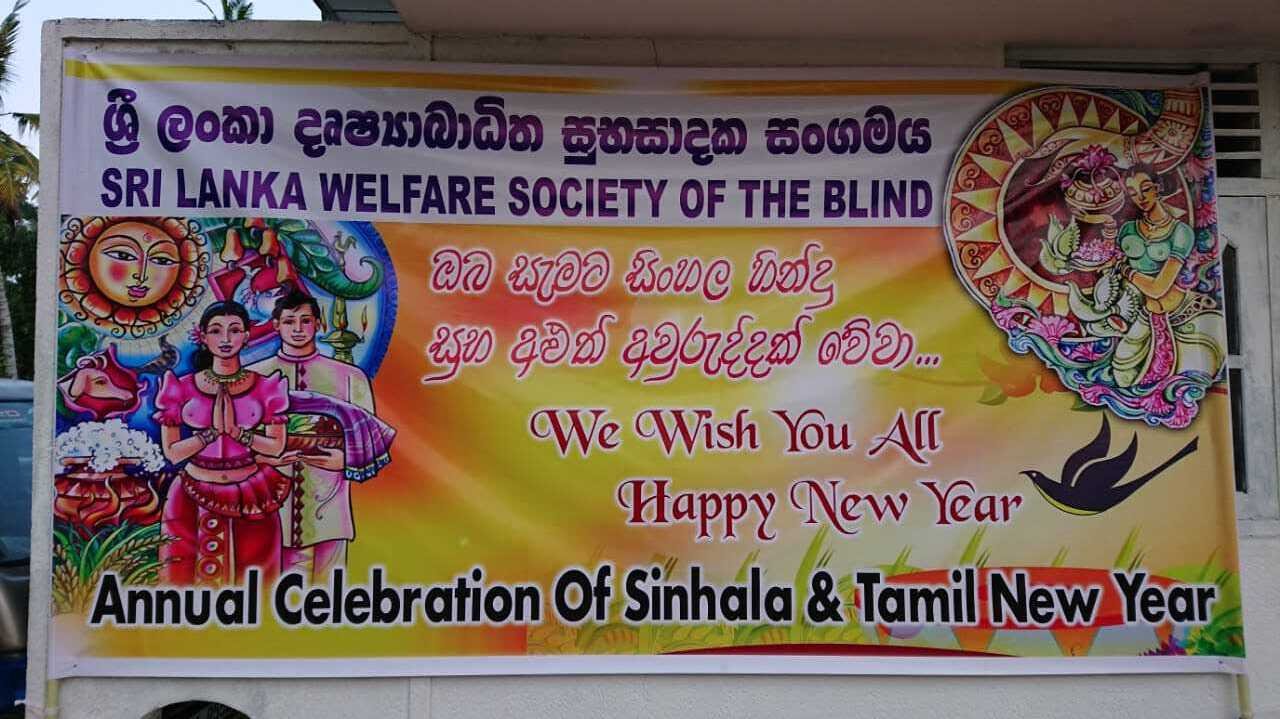 ශ්‍රී ලංකා දෘෂ්‍යාබාධිත සුභසාදක සංගමය
SRI LANKA WELFARE SOCIETY OF THE BLIND
ඔබ සැමට සිංහල හින්දු
සුභ අළුත් අවුරුද්දක් වේවා...
We Wish You All
Happy New Year
Annual Celebration Of Sinhala & Tamil New Year